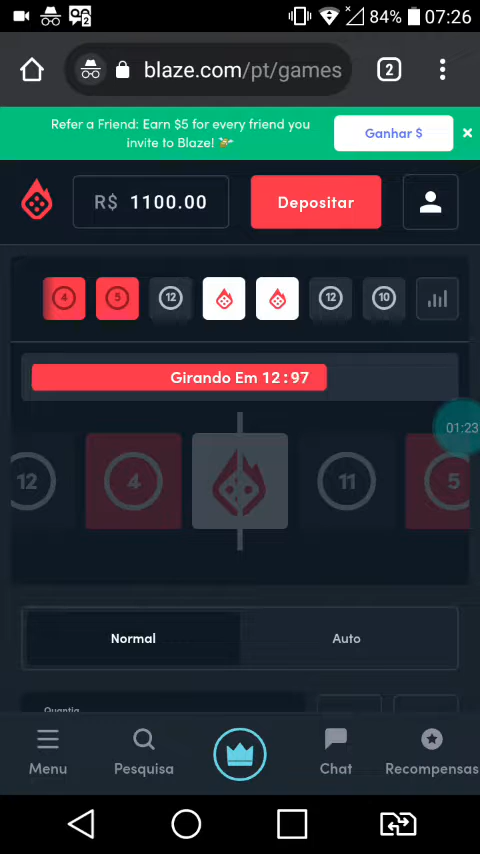 84% 07:26
blaze.com/pt/games
2
Refer a Friend: Earn $5 for every friend you
invite to Blaze!
Ganhar $
R$ 1100.00
Depositar
4 5 12 12 10
Girando Em 12:97
01:23
12 4 11 5
Normal
Auto
Quantia
Menu
Pesquisa
Chat
Recompensas